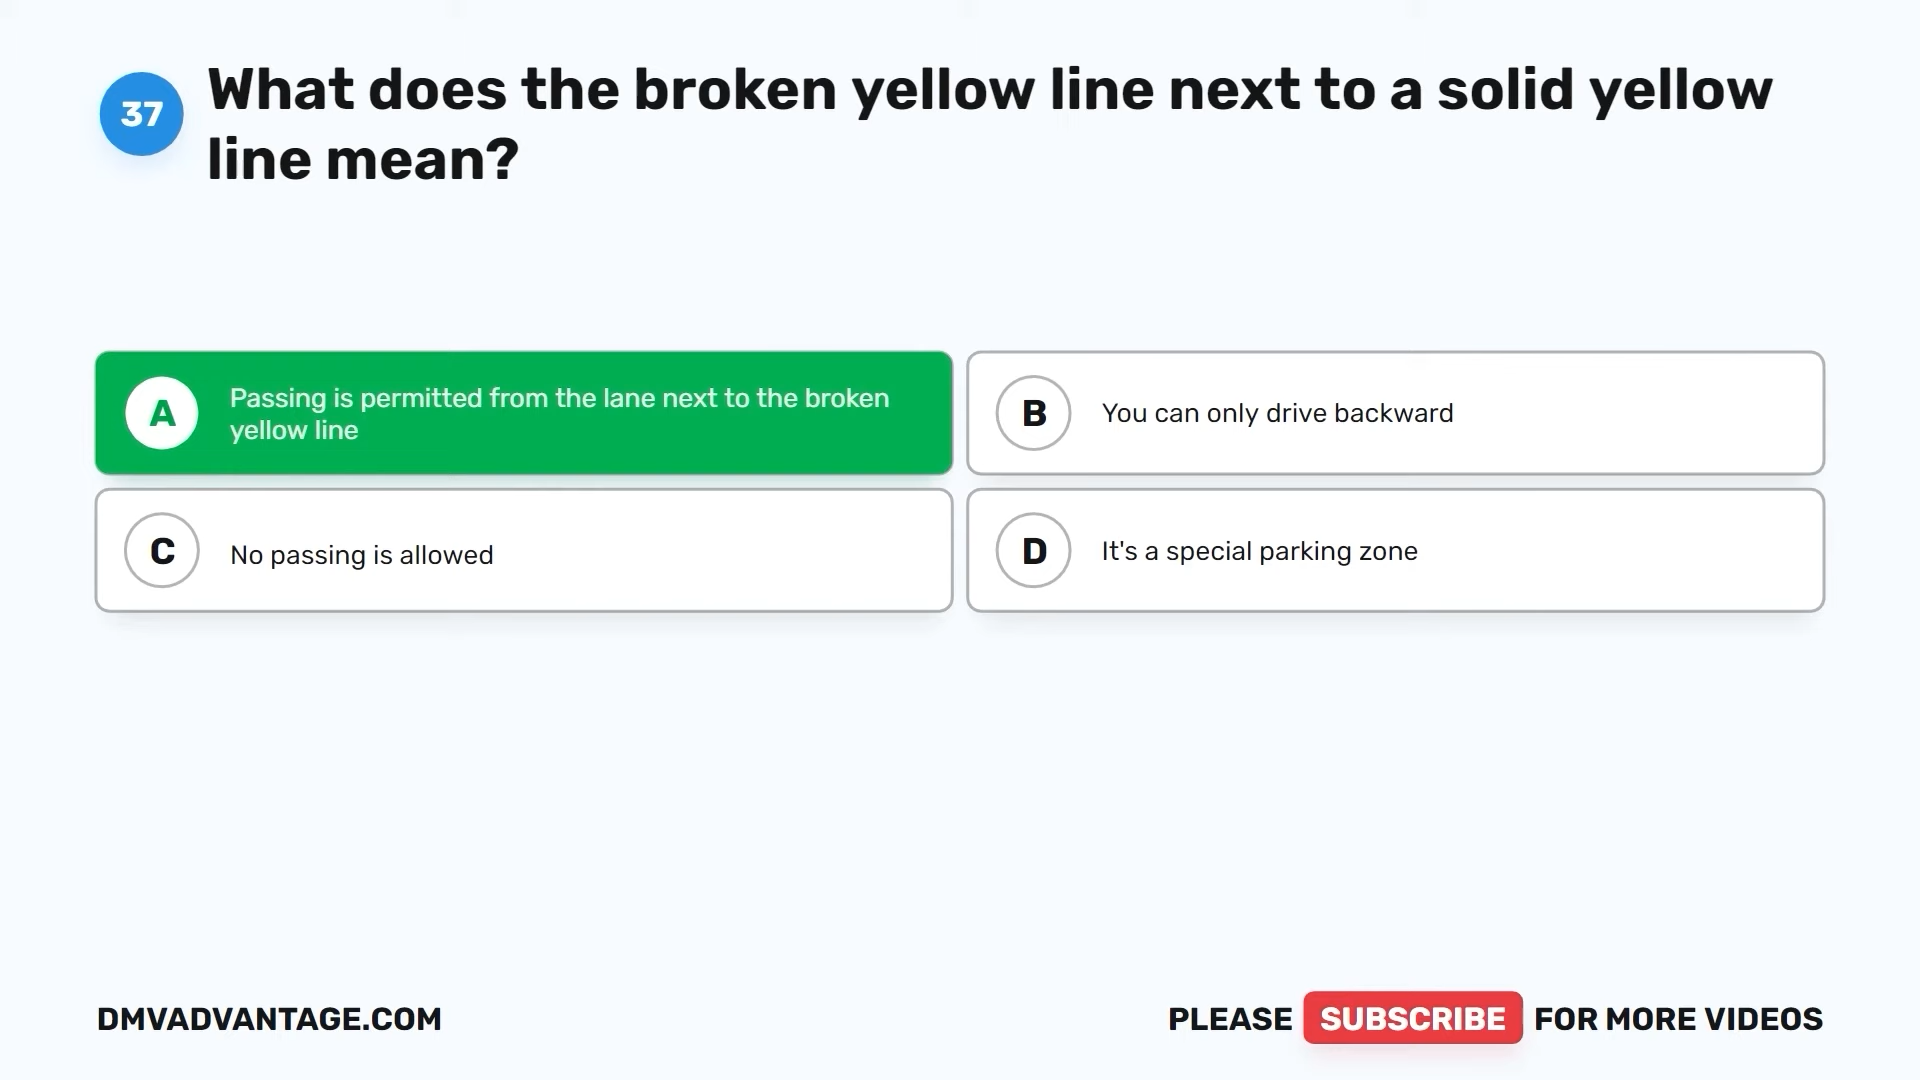 37
What does the broken yellow line next to a solid yellow
line mean?
A
Passing is permitted from the lane next to the broken
yellow line
B
You can only drive backward
C
No passing is allowed
D
It's a special parking zone
DMVADVANTAGE.COM
PLEASE SUBSCRIBE FOR MORE VIDEOS